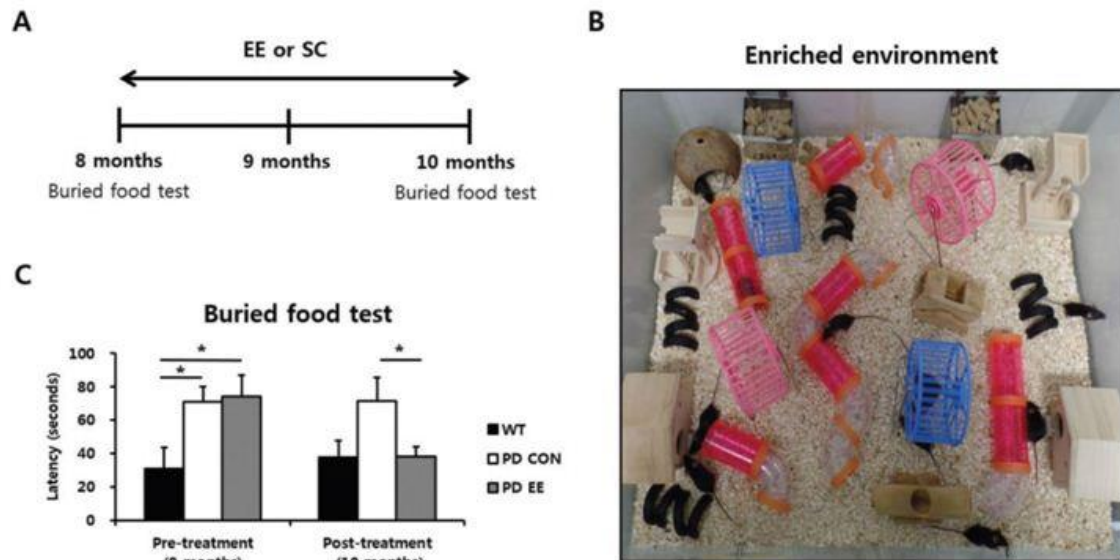 A
EE or SC
8 months
9 months
10 months
Buried food test
Buried food test
B
Enriched environment
C
Buried food test
Latency (seconds)
100
80
60
40
20
0
*
*
*
WT
PD CON
PD EE
Pre-treatment
Post-treatment